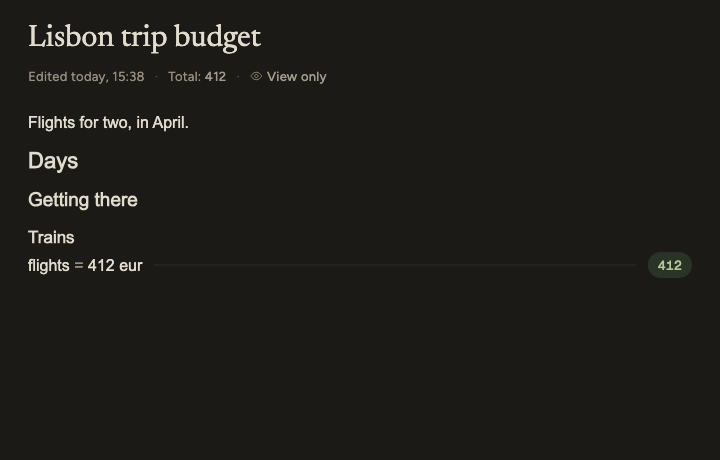 Lisbon trip budget
Edited today, 15:38 · Total: 412 · View only
Flights for two, in April.
Days
Getting there
Trains
flights = 412 eur 412